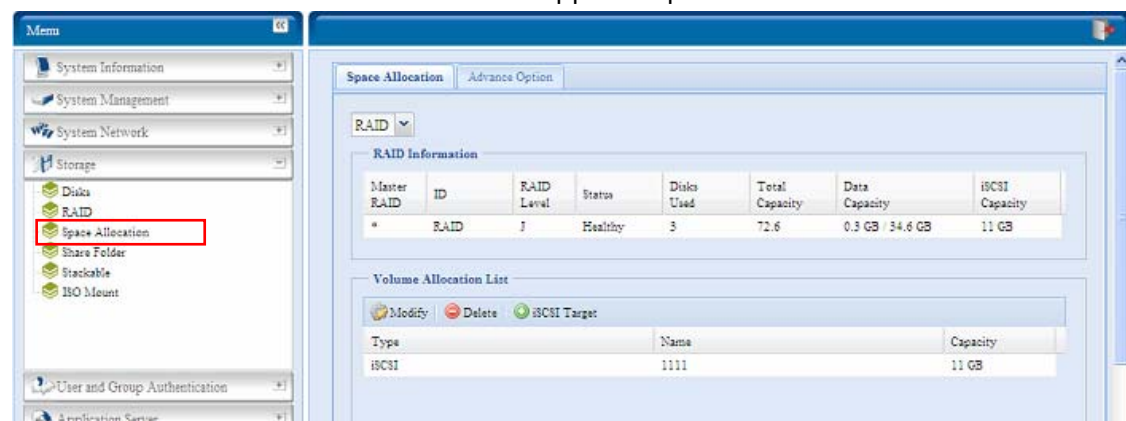 Menu
System Information
System Management
System Network
Storage
Disks
RAID
Space Allocation
Share Folder
Stackable
ISO Mount
User and Group Authentication
Application Server
Space Allocation Advance Option
RAID
RAID Information
Master RAID ID RAID Level Status Disks Used Total Capacity Data Capacity iSCSI Capacity
* RAID J Healthy 3 72.6 0.3 GB / 34.6 GB 11 GB
Volume Allocation List
Modify Delete iSCSI Target
Type Name Capacity
iSCSI 1111 11 GB